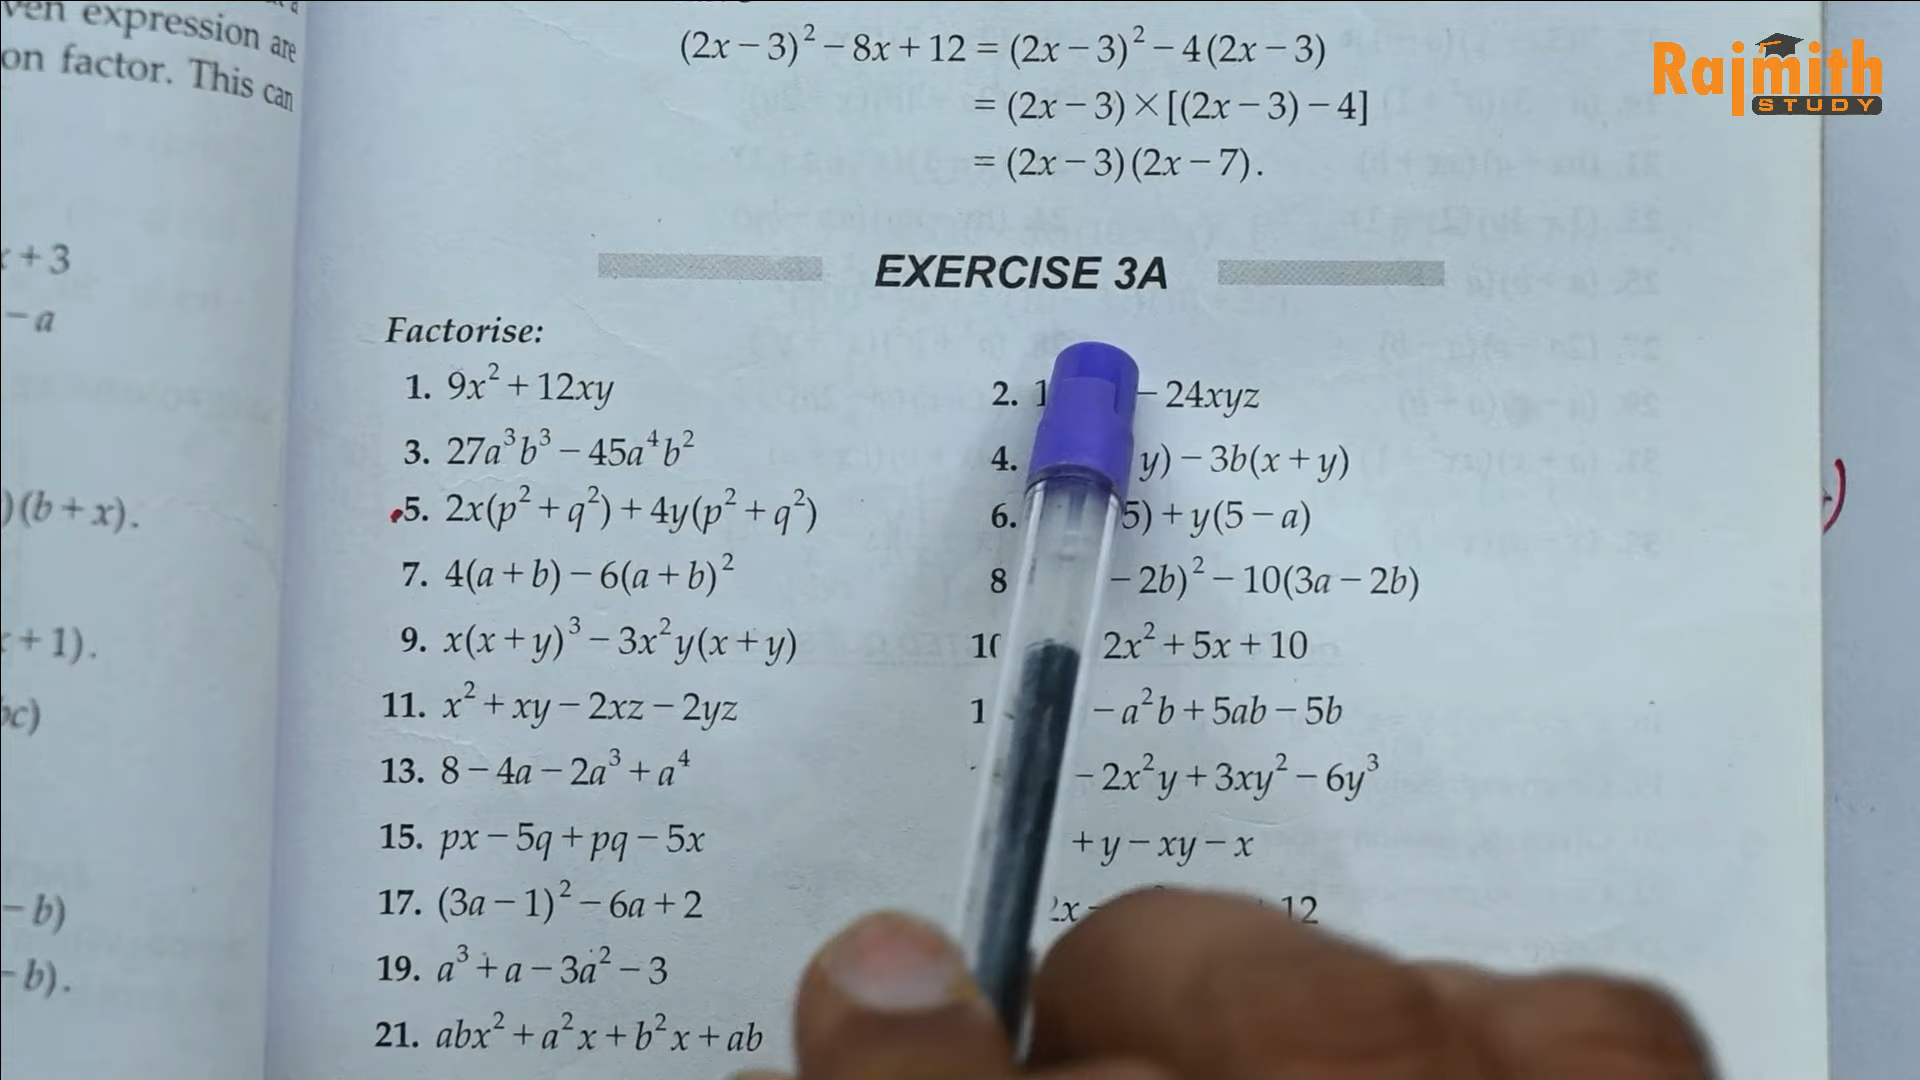 ven expression are
on factor. This can
+ 3
− a
)(b + x).
+ 1).
c)
− b)
− b).
(2x − 3)² − 8x + 12 = (2x − 3)² − 4(2x − 3)
= (2x − 3) × [(2x − 3) − 4]
= (2x − 3)(2x − 7).
Rajmith
STUDY
EXERCISE 3A
Factorise:
1. 9x² + 12xy
2. 1 − 24xyz
3. 27a³b³ − 45a⁴b²
4. y) − 3b(x + y)
5. 2x(p² + q²) + 4y(p² + q²)
6. 5) + y(5 − a)
7. 4(a + b) − 6(a + b)²
8 − 2b)² − 10(3a − 2b)
9. x(x + y)³ − 3x²y(x + y)
10 2x² + 5x + 10
11. x² + xy − 2xz − 2yz
1 − a²b + 5ab − 5b
13. 8 − 4a − 2a³ + a⁴
− 2x²y + 3xy² − 6y³
15. px − 5q + pq − 5x
+ y − xy − x
17. (3a − 1)² − 6a + 2
2x − 12
19. a³ + a − 3a² − 3
21. abx² + a²x + b²x + ab